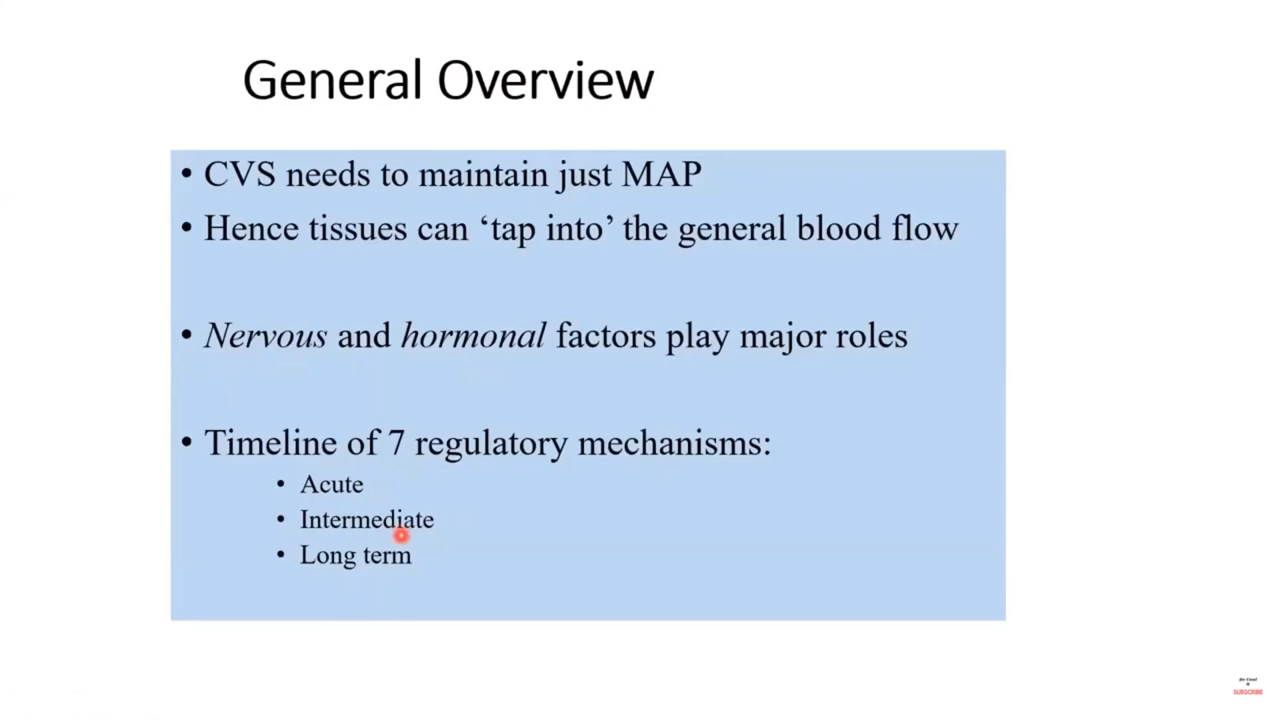 General Overview
• CVS needs to maintain just MAP
• Hence tissues can ‘tap into’ the general blood flow
• Nervous and hormonal factors play major roles
• Timeline of 7 regulatory mechanisms:
• Acute
• Intermediate
• Long term
SUBSCRIBE